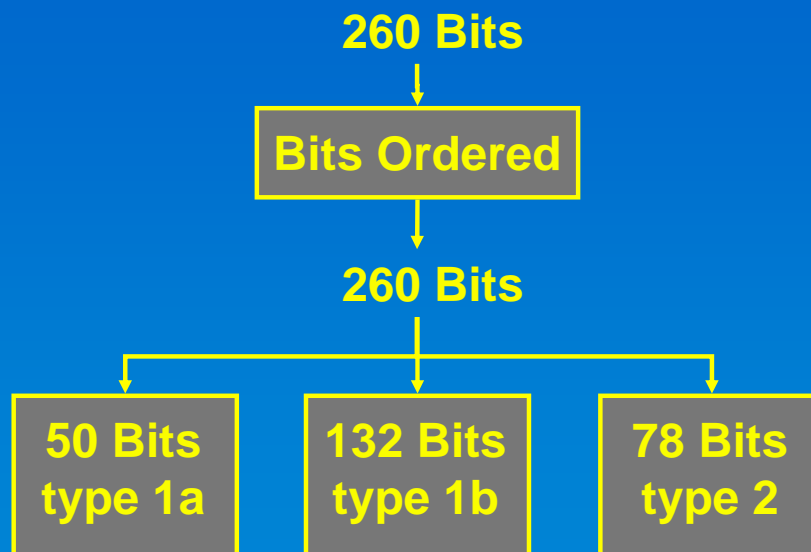 260 Bits
Bits Ordered
260 Bits
50 Bits
type 1a
132 Bits
type 1b
78 Bits
type 2